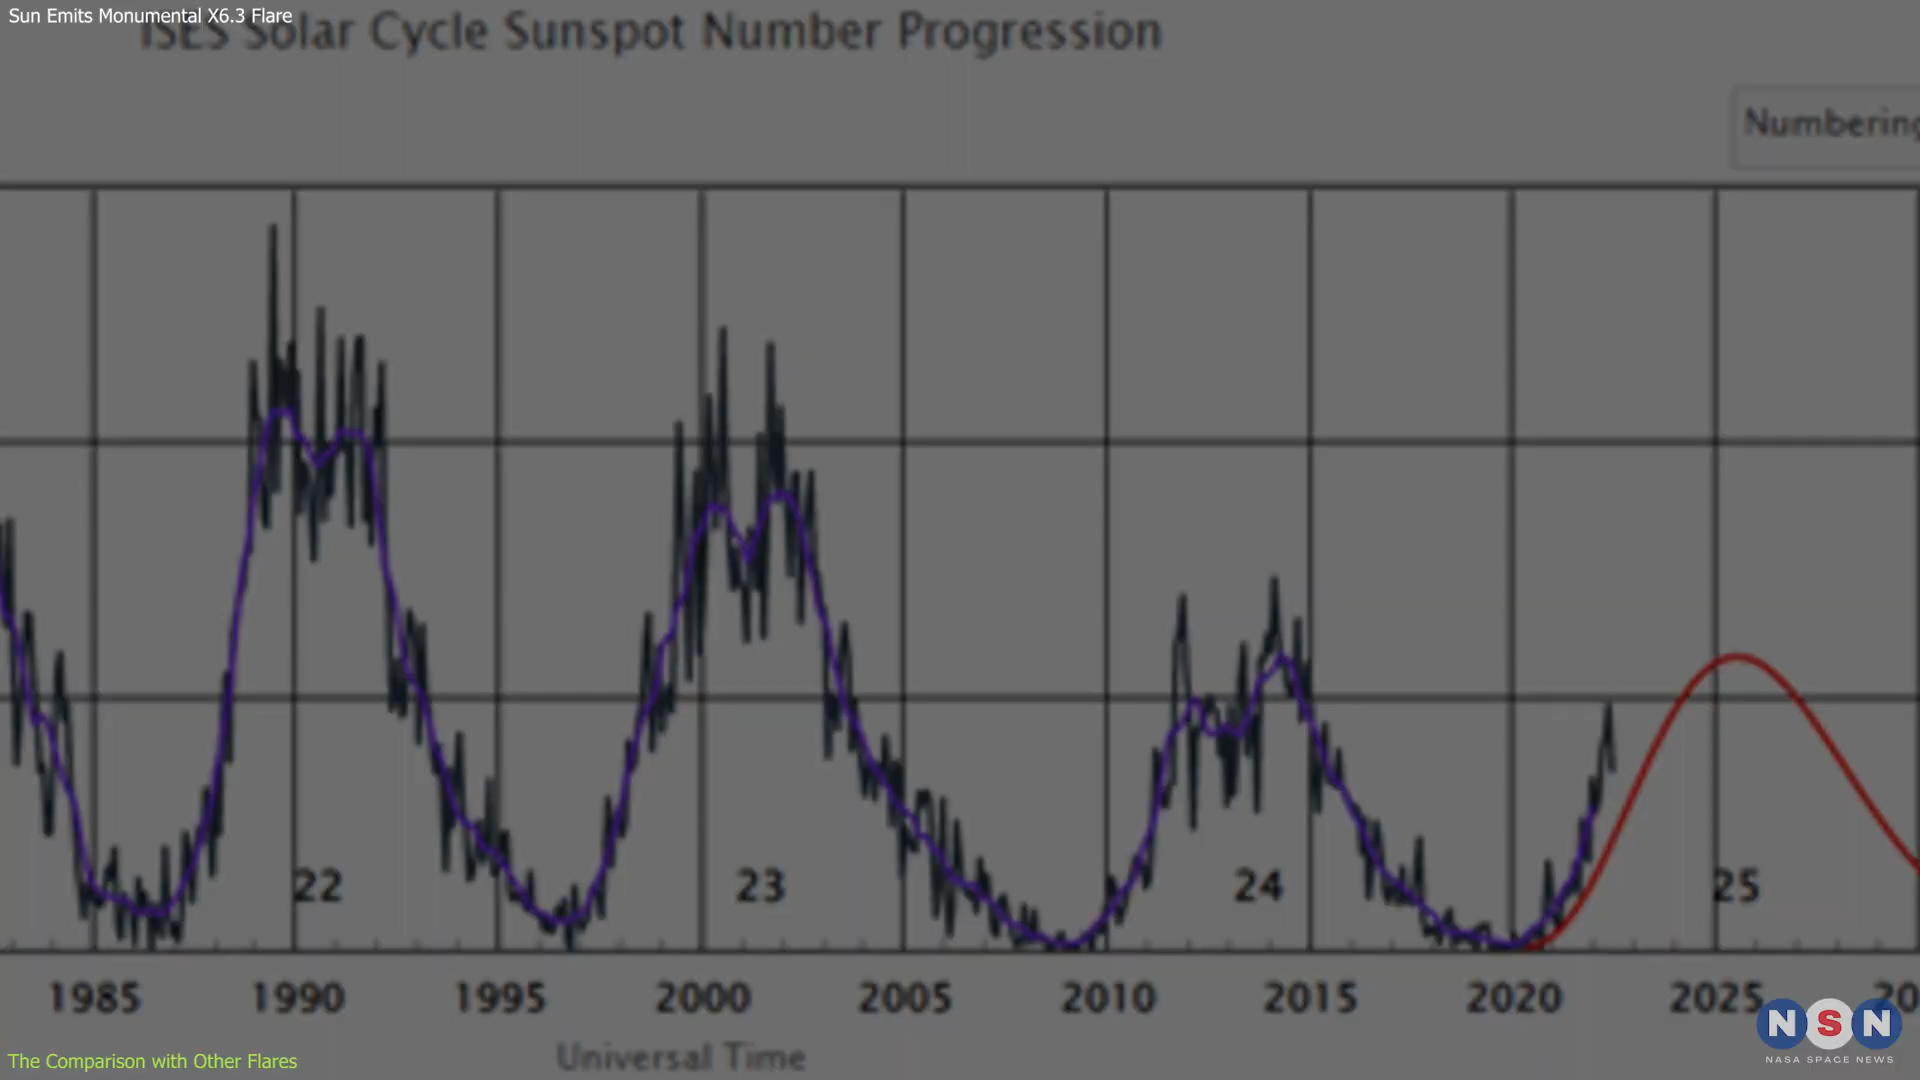 Sun Emits Monumental X6.3 Flare
ISES Solar Cycle Sunspot Number Progression
Numbering
22 23 24 25
1985 1990 1995 2000 2005 2010 2015 2020 2025 20
Universal Time
NSN
NASA SPACE NEWS
The Comparison with Other Flares